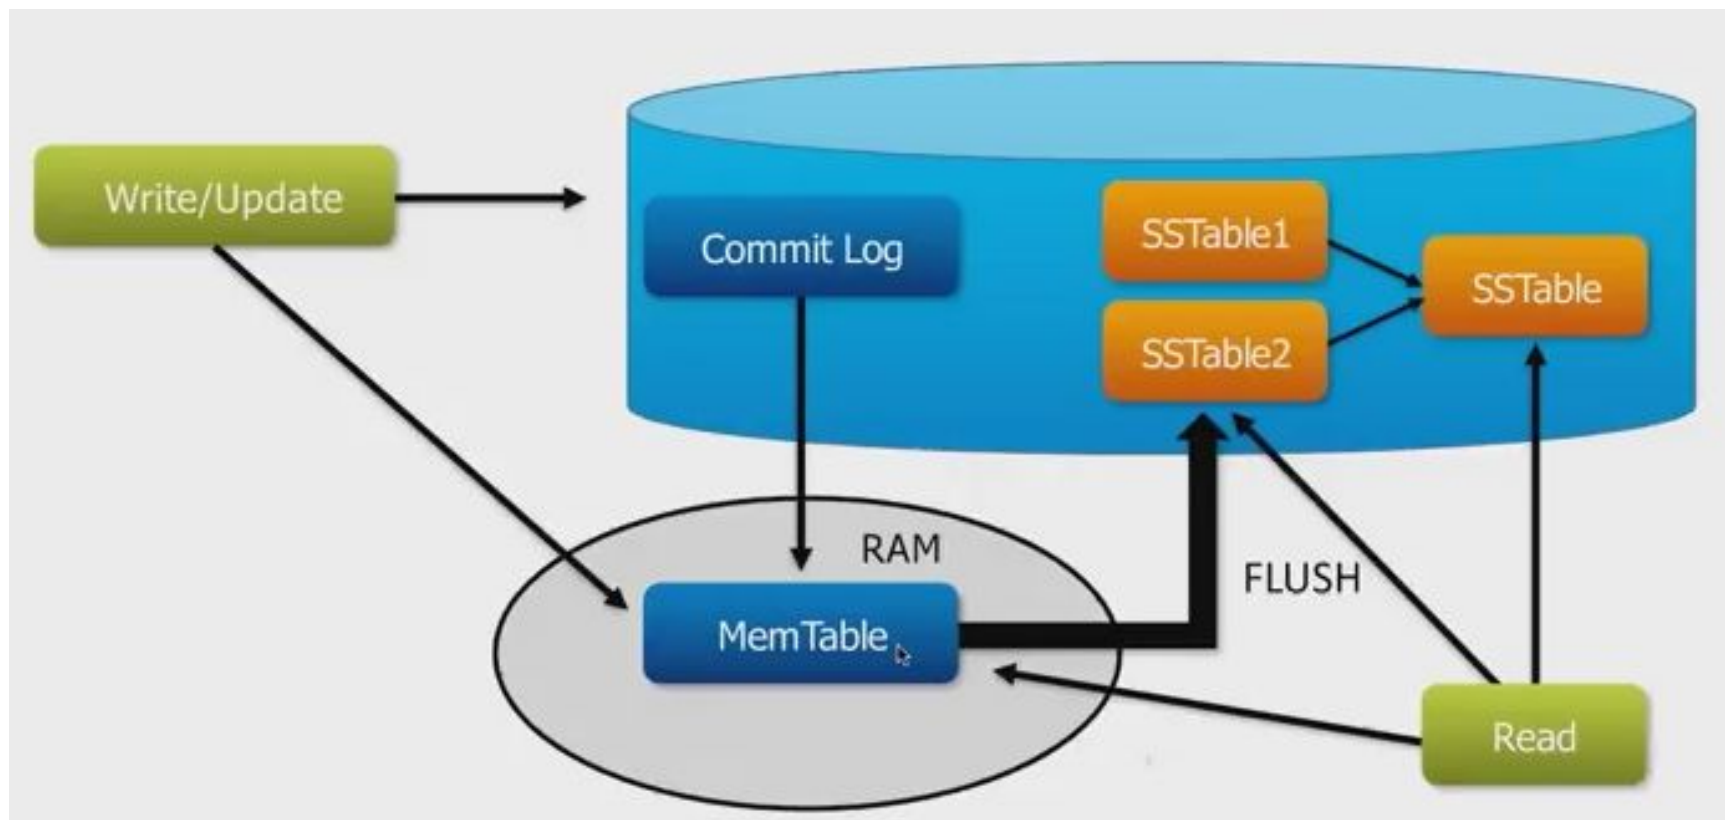 Write/Update
Commit Log
SSTable1
SSTable2
SSTable
RAM
MemTable
FLUSH
Read